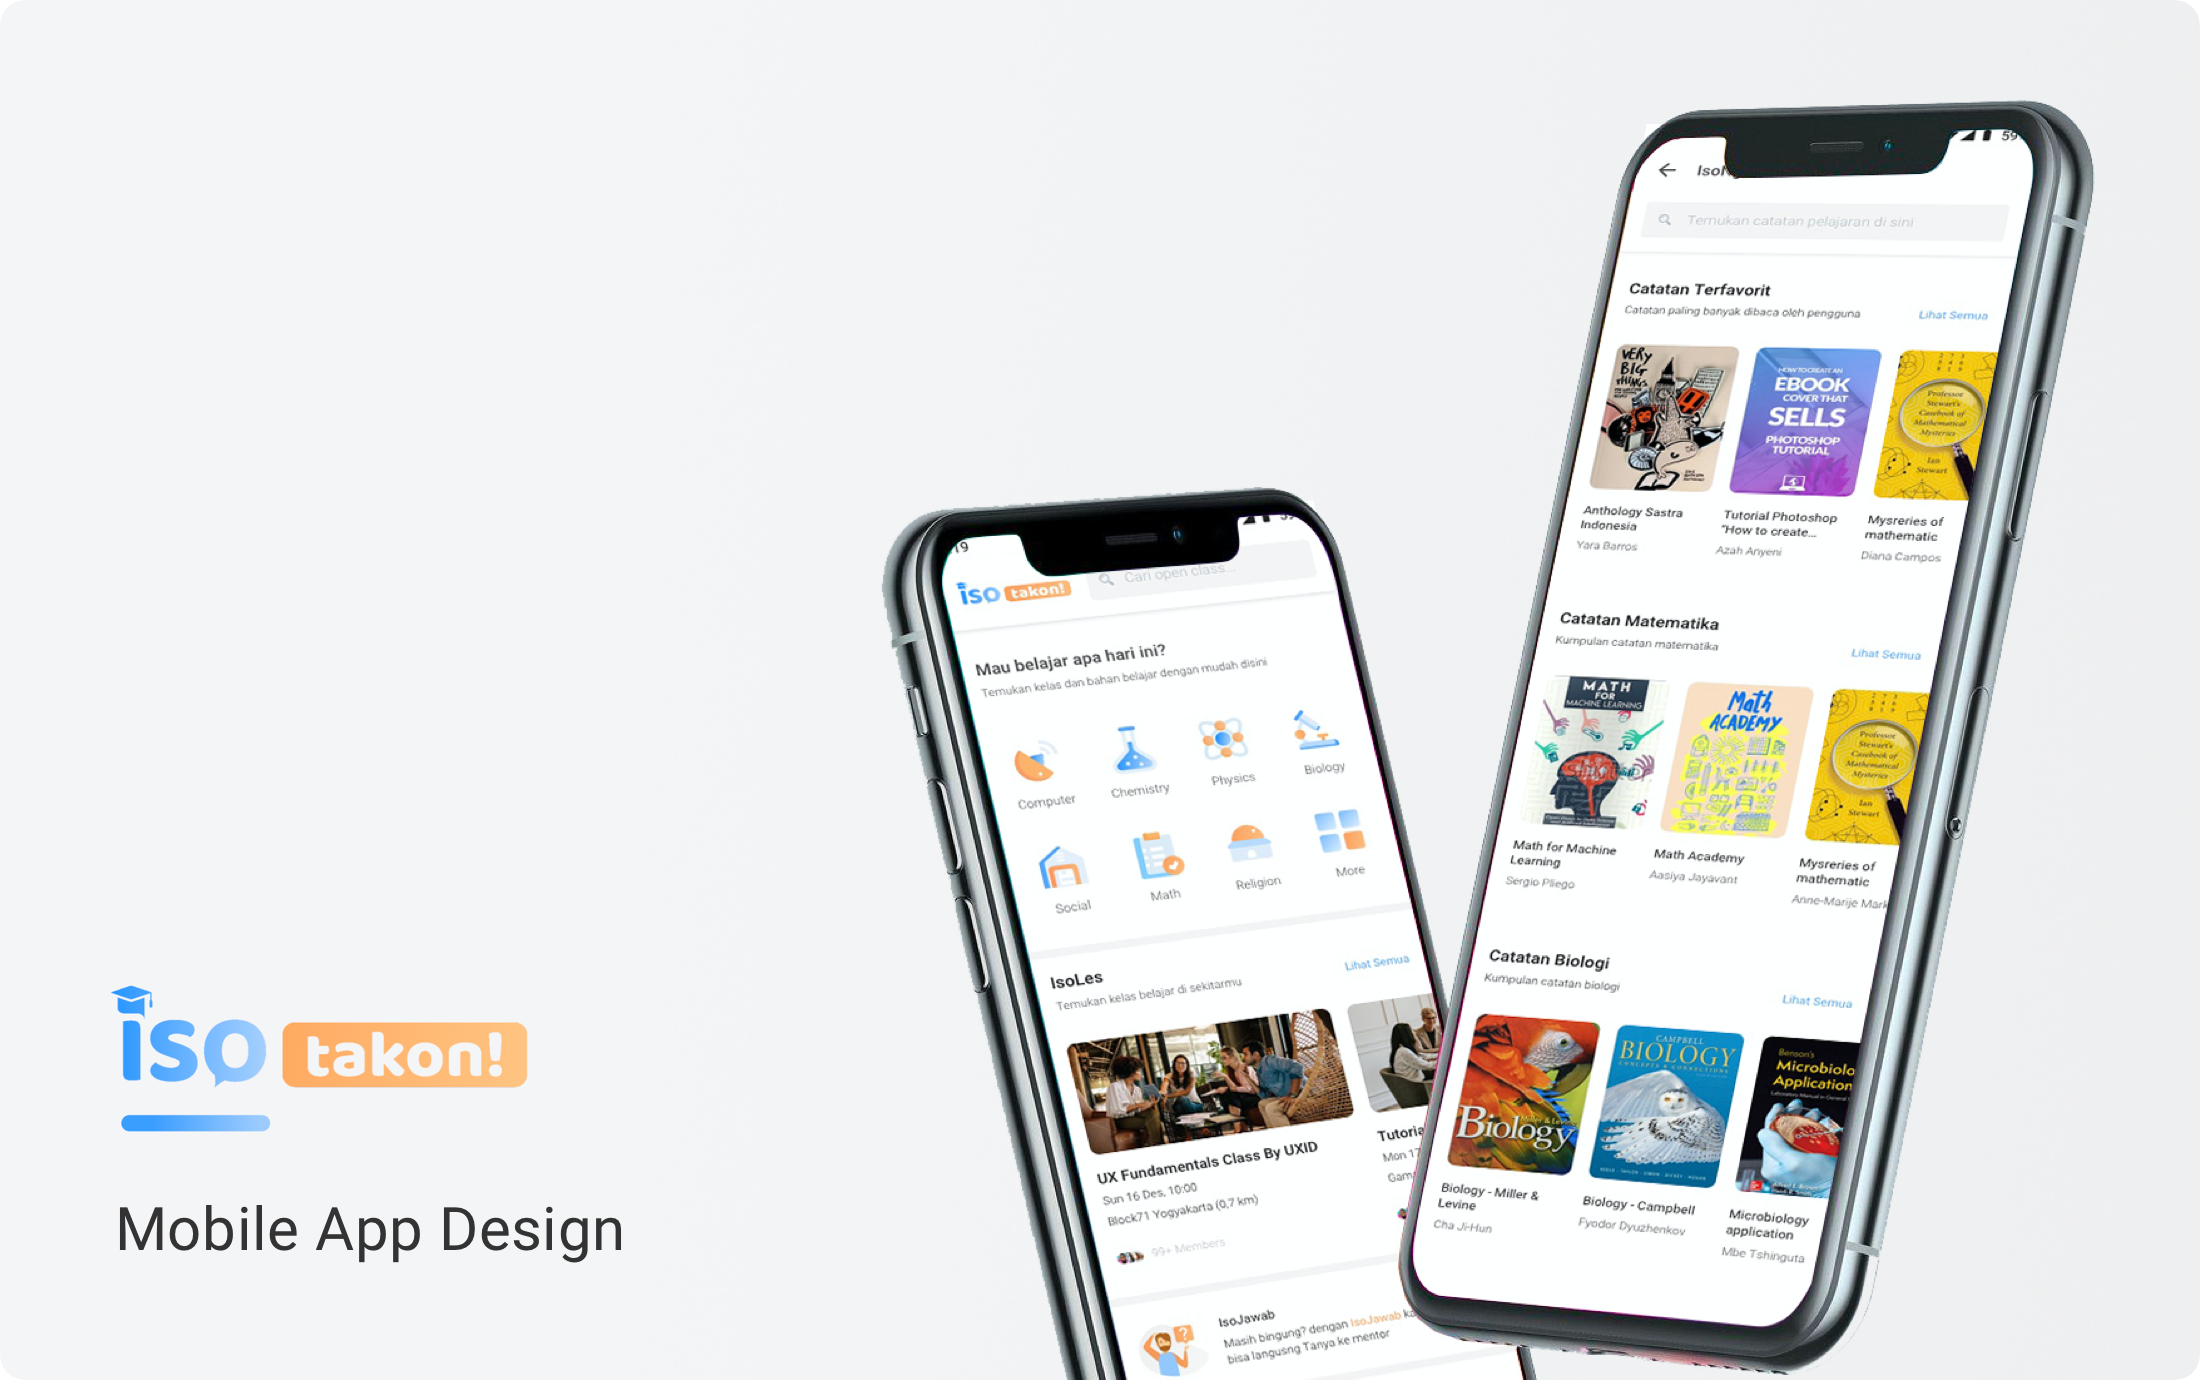 iso takon!
Mobile App Design
19
iso takon!
Cari open class...
Mau belajar apa hari ini?
Temukan kelas dan bahan belajar dengan mudah disini
Computer
Chemistry
Physics
Biology
Social
Math
Religion
More
IsoLes
Lihat Semua
Temukan kelas belajar di sekitarmu
UX Fundamentals Class By UXID
Sun 16 Des, 10:00
Block71 Yogyakarta (0,7 km)
99+ Members
Tutoria
Mon 17
Gam
IsoJawab
Masih bingung? dengan IsoJawab ka
bisa langusng Tanya ke mentor
59
Temukan catatan pelajaran di sini
Catatan Terfavorit
Catatan paling banyak dibaca oleh pengguna
Lihat Semua
VERY
BIG
THINGS
HOW TO CREATE AN
EBOOK
COVER THAT
SELLS
PHOTOSHOP
TUTORIAL
Professor
Stewart's
Casebook of
Mathematical
Mysteries
Ian
Stewart
Anthology Sastra
Indonesia
Yara Barros
Tutorial Photoshop
"How to create...
Azah Anyeni
Mysreries of
mathematic
Diana Campos
Catatan Matematika
Kumpulan catatan matematika
Lihat Semua
MATH
FOR
MACHINE LEARNING
Math
ACADEMY
Professor
Stewart's
Casebook of
Mathematical
Mysteries
Ian
Stewart
Math for Machine
Learning
Sergio Pliego
Math Academy
Aasiya Jayavant
Mysreries of
mathematic
Anne-Marije Mark
Catatan Biologi
Kumpulan catatan biologi
Lihat Semua
Miller & Levine
Biology
CAMPBELL
BIOLOGY
CONCEPTS & CONNECTIONS
Benson's
Microbiolo
Application
Laboratory Manual in General
Biology - Miller &
Levine
Cha Ji-Hun
Biology - Campbell
Fyodor Dyuzhenkov
Microbiology
application
Mbe Tshinguta